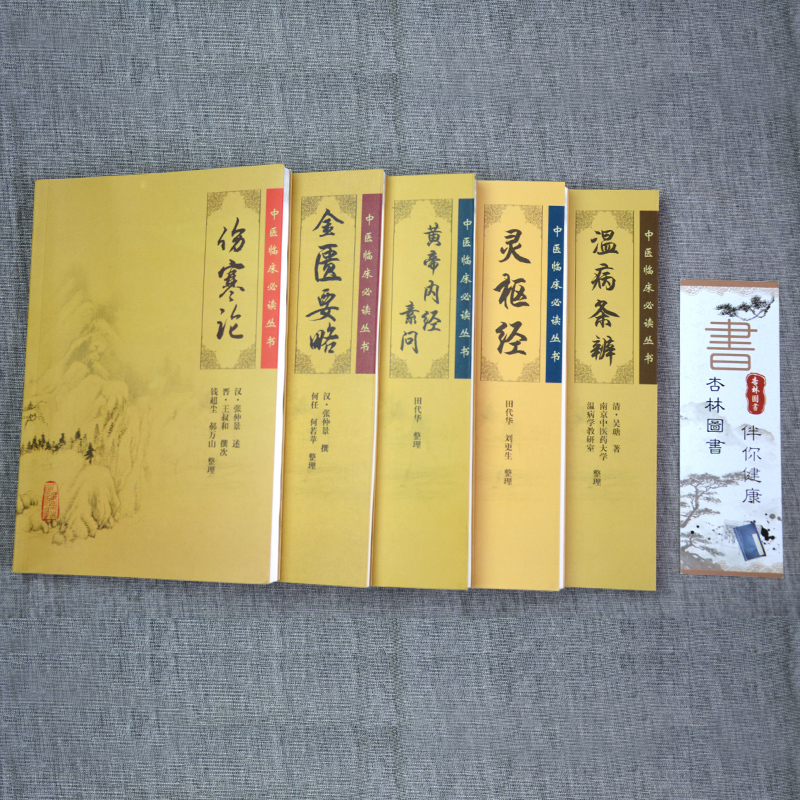 伤寒论
中医临床必读丛书
汉·张仲景 述
晋·王叔和 撰次
钱超尘 郝万山 整理
金匮要略
中医临床必读丛书
汉·张仲景 撰
何任 何若苹 整理
黄帝内经
素问
中医临床必读丛书
田代华 整理
灵枢经
中医临床必读丛书
田代华 刘更生 整理
温病条辨
中医临床必读丛书
清·吴瑭 著
南京中医药大学
温病学教研室 整理
書
杏林圖書
杏林圖書
伴你健康